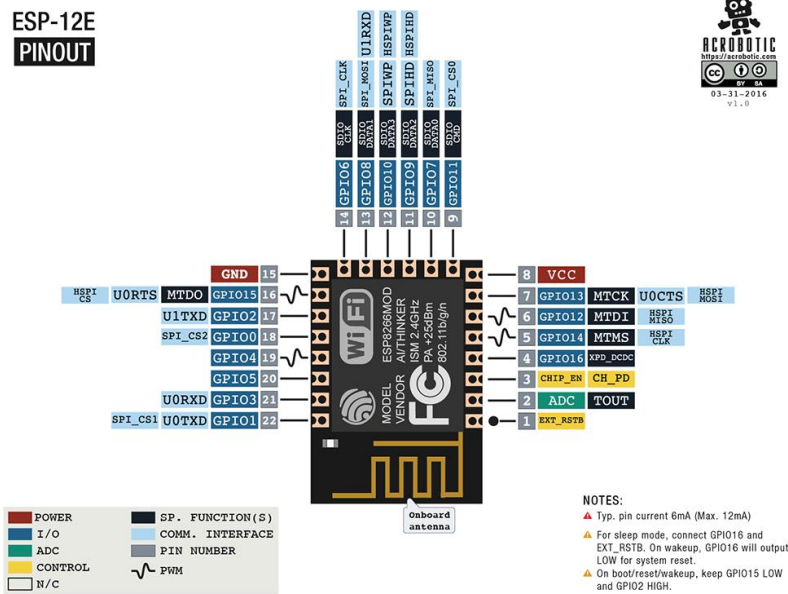 ESP-12E
PINOUT
ACROBOTIC
https://acrobotic.com
CC BY SA
03-31-2016
v1.0
SPI_CLK SDIO CLK GPIO6 14
U1RXD SPI_MOSI SDIO DATA1 GPIO8 13
HSPIWP SPIWP SDIO DATA3 GPIO10 12
HSPIHD SPIHD SDIO DATA2 GPIO9 11
SPI_MISO SDIO DATA0 GPIO7 10
SPI_CS0 SDIO CMD GPIO11 9
GND 15
HSPI CS U0RTS MTDO GPIO15 16
U1TXD GPIO2 17
SPI_CS2 GPIO0 18
GPIO4 19
GPIO5 20
U0RXD GPIO3 21
SPI_CS1 U0TXD GPIO1 22
WiFi
ESP8266MOD
AI/THINKER
ISM 2.4GHz
PA +25dBm
802.11b/g/n
MODEL
VENDOR
FC
8 VCC
7 GPIO13 MTCK U0CTS HSPI MOSI
6 GPIO12 MTDI HSPI MISO
5 GPIO14 MTMS HSPI CLK
4 GPIO16 XPD_DCDC
3 CHIP_EN CH_PD
2 ADC TOUT
1 EXT_RSTB
Onboard
antenna
POWER
I/O
ADC
CONTROL
N/C
SP. FUNCTION(S)
COMM. INTERFACE
PIN NUMBER
PWM
NOTES:
Typ. pin current 6mA (Max. 12mA)
For sleep mode, connect GPIO16 and
EXT_RSTB. On wakeup, GPIO16 will output
LOW for system reset.
On boot/reset/wakeup, keep GPIO15 LOW
and GPIO2 HIGH.